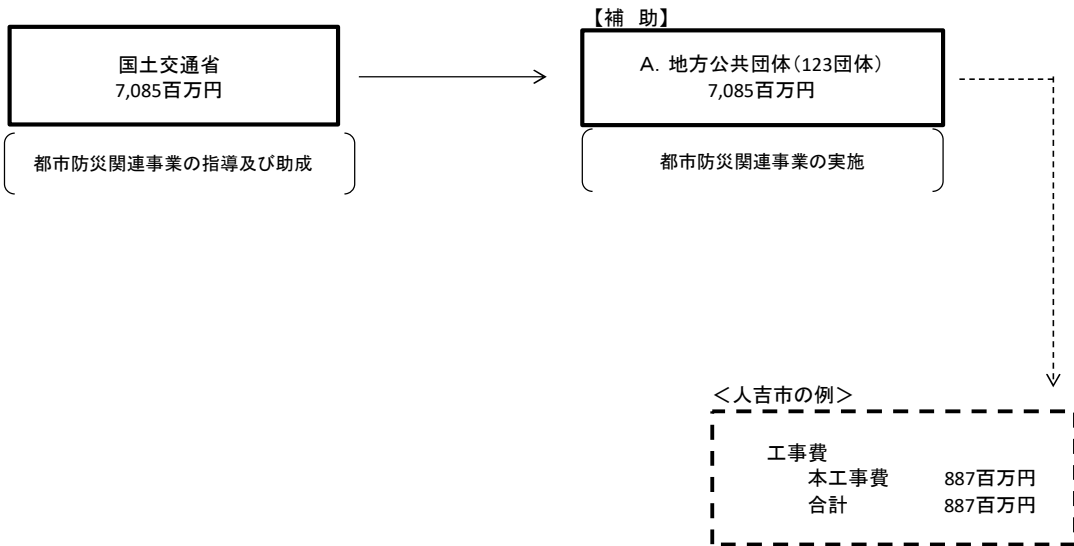 国土交通省
7,085百万円
都市防災関連事業の指導及び助成
【補　助】
A．地方公共団体（123団体）
7,085百万円
都市防災関連事業の実施
＜人吉市の例＞
工事費
本工事費　887百万円
合計　887百万円